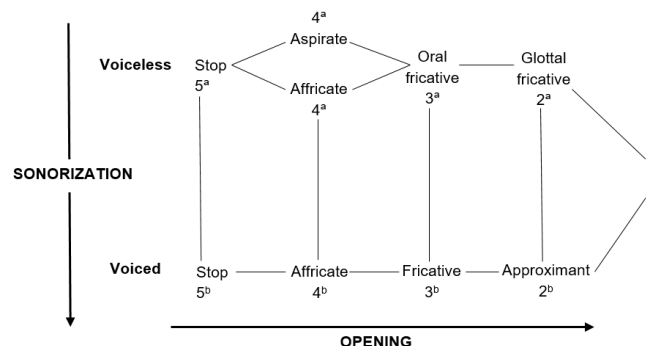 4ª
Aspirate
Voiceless
Stop
5ª
Affricate
4ª
Oral
fricative
3ª
Glottal
fricative
2ª
SONORIZATION
Voiced
Stop
5ᵇ
Affricate
4ᵇ
Fricative
3ᵇ
Approximant
2ᵇ
OPENING